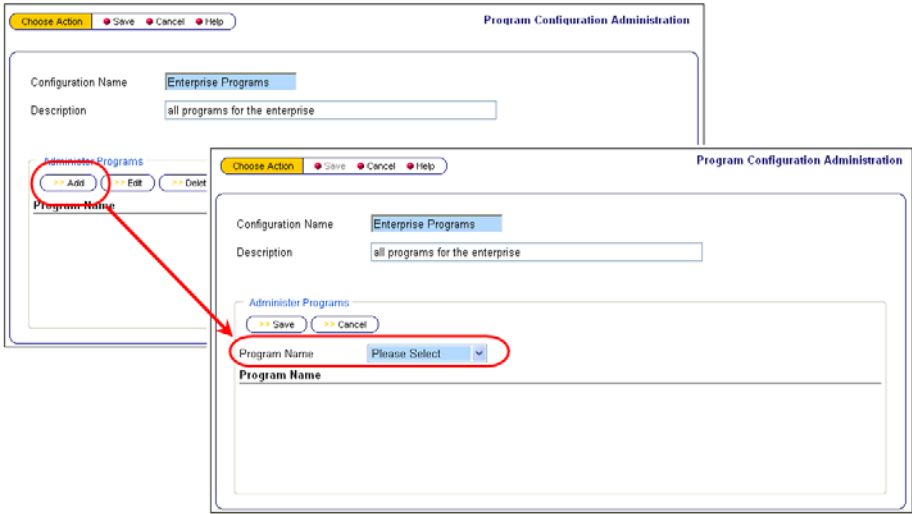 Choose Action Save Cancel Help Program Configuration Administration
Configuration Name Enterprise Programs
Description all programs for the enterprise
Administer Programs
>> Add >> Edit >> Delet
Program Name
Choose Action Save Cancel Help Program Configuration Administration
Configuration Name Enterprise Programs
Description all programs for the enterprise
Administer Programs
>> Save >> Cancel
Program Name Please Select
Program Name